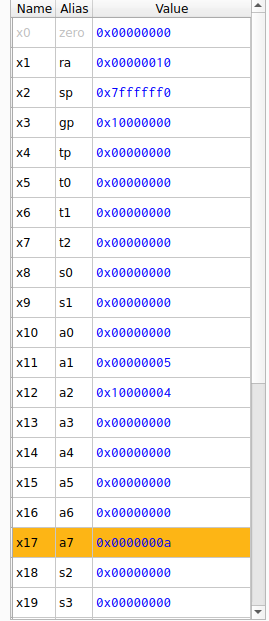 Name Alias Value
x0 zero 0x00000000
x1 ra 0x00000010
x2 sp 0x7ffffff0
x3 gp 0x10000000
x4 tp 0x00000000
x5 t0 0x00000000
x6 t1 0x00000000
x7 t2 0x00000000
x8 s0 0x00000000
x9 s1 0x00000000
x10 a0 0x00000000
x11 a1 0x00000005
x12 a2 0x10000004
x13 a3 0x00000000
x14 a4 0x00000000
x15 a5 0x00000000
x16 a6 0x00000000
x17 a7 0x0000000a
x18 s2 0x00000000
x19 s3 0x00000000